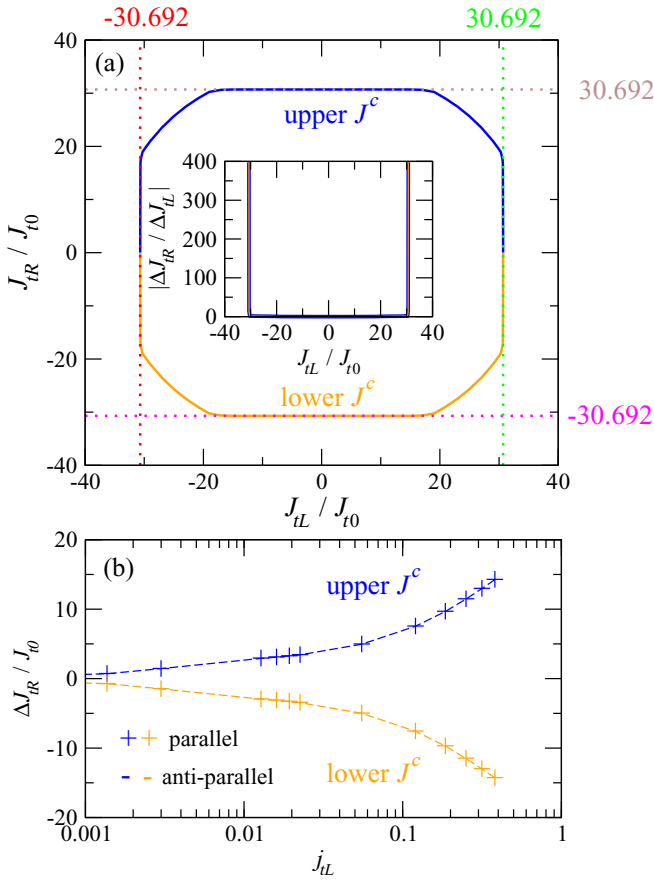 -30.692 30.692
40
(a)
30.692
upper J^c
20
400
300
200
100
0
|ΔJ_tR / ΔJ_tL|
J_tR / J_t0
0
-40 -20 0 20 40
J_tL / J_t0
-20
lower J^c
-30.692
-40
-40 -20 0 20 40
J_tL / J_t0
20
(b)
upper J^c
10
ΔJ_tR / J_t0
0
parallel
-10
anti-parallel
lower J^c
-20
0.001 0.01 0.1 1
j_tL